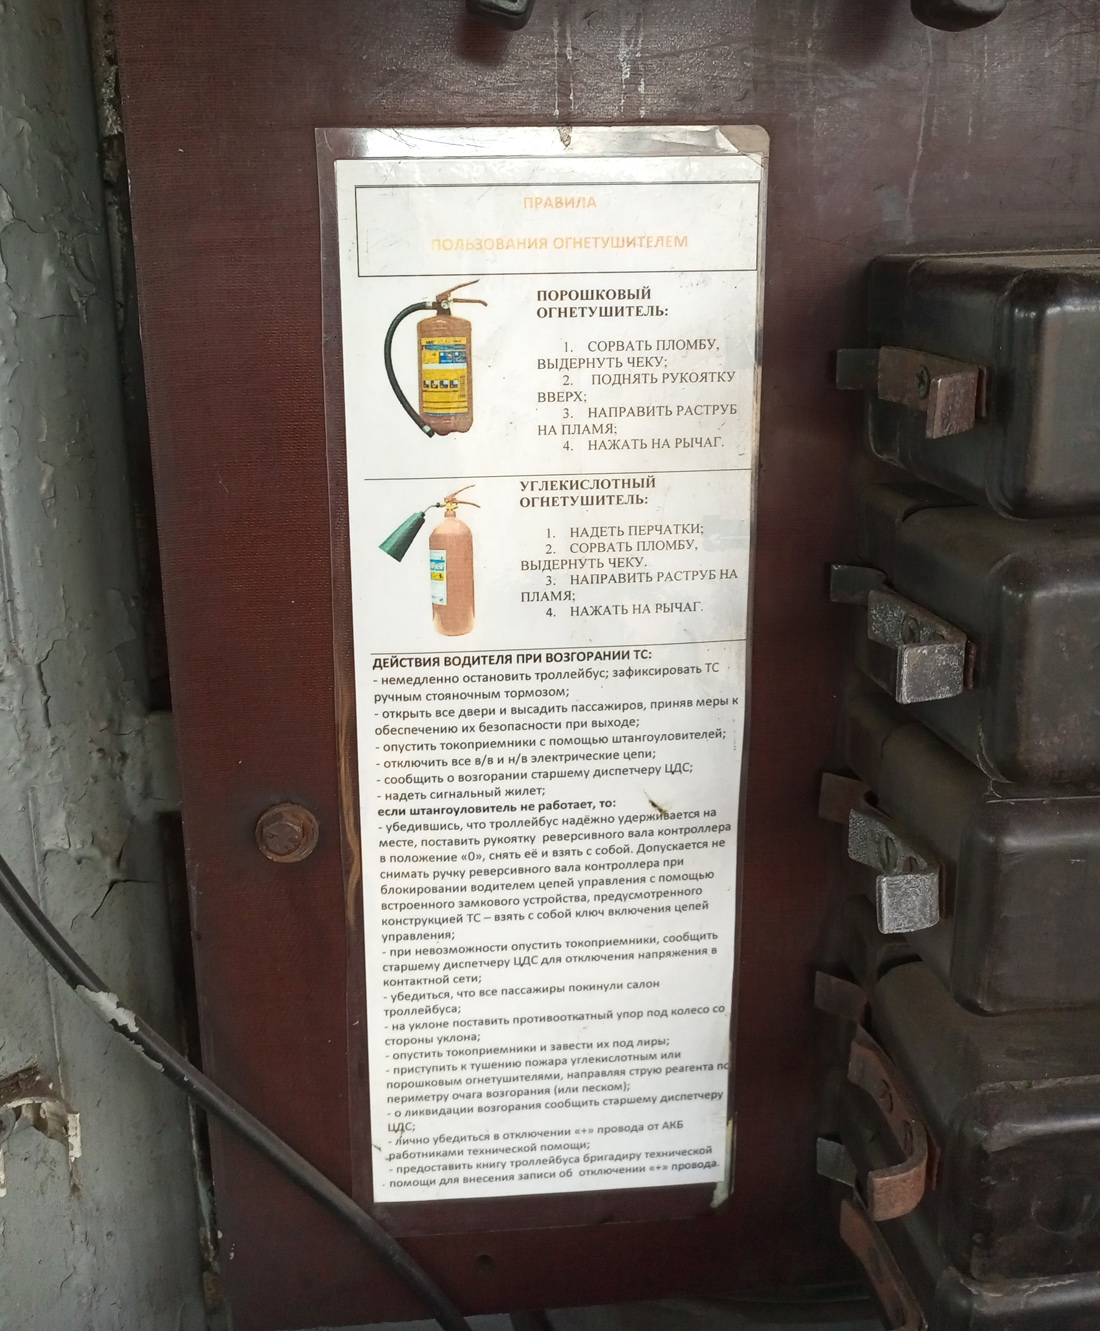 ПРАВИЛА
ПОЛЬЗОВАНИЯ ОГНЕТУШИТЕЛЕМ
ПОРОШКОВЫЙ
ОГНЕТУШИТЕЛЬ:
1. СОРВАТЬ ПЛОМБУ,
ВЫДЕРНУТЬ ЧЕКУ;
2. ПОДНЯТЬ РУКОЯТКУ
ВВЕРХ;
3. НАПРАВИТЬ РАСТРУБ
НА ПЛАМЯ;
4. НАЖАТЬ НА РЫЧАГ.
УГЛЕКИСЛОТНЫЙ
ОГНЕТУШИТЕЛЬ:
1. НАДЕТЬ ПЕРЧАТКИ;
2. СОРВАТЬ ПЛОМБУ,
ВЫДЕРНУТЬ ЧЕКУ.
3. НАПРАВИТЬ РАСТРУБ НА
ПЛАМЯ;
4. НАЖАТЬ НА РЫЧАГ.
ДЕЙСТВИЯ ВОДИТЕЛЯ ПРИ ВОЗГОРАНИИ ТС:
- немедленно остановить троллейбус; зафиксировать ТС
ручным стояночным тормозом;
- открыть все двери и высадить пассажиров, приняв меры к
обеспечению их безопасности при выходе;
- опустить токоприемники с помощью штангоуловителей;
- отключить все в/в и н/в электрические цепи;
- сообщить о возгорании старшему диспетчеру ЦДС;
- надеть сигнальный жилет;
если штангоуловитель не работает, то:
- убедившись, что троллейбус надёжно удерживается на
месте, поставить рукоятку реверсивного вала контроллера
в положение «0», снять её и взять с собой. Допускается не
снимать ручку реверсивного вала контроллера при
блокировании водителем цепей управления с помощью
встроенного замкового устройства, предусмотренного
конструкцией ТС – взять с собой ключ включения цепей
управления;
- при невозможности опустить токоприемники, сообщить
старшему диспетчеру ЦДС для отключения напряжения в
контактной сети;
- убедиться, что все пассажиры покинули салон
троллейбуса;
- на уклоне поставить противооткатный упор под колесо со
стороны уклона;
- опустить токоприемники и завести их под лиры;
- приступить к тушению пожара углекислотным или
порошковым огнетушителями, направляя струю реагента по
периметру очага возгорания (или песком);
- о ликвидации возгорания сообщить старшему диспетчеру
ЦДС;
- лично убедиться в отключении «+» провода от АКБ
работниками технической помощи;
- предоставить книгу троллейбуса бригадиру технической
помощи для внесения записи об отключении «+» провода.